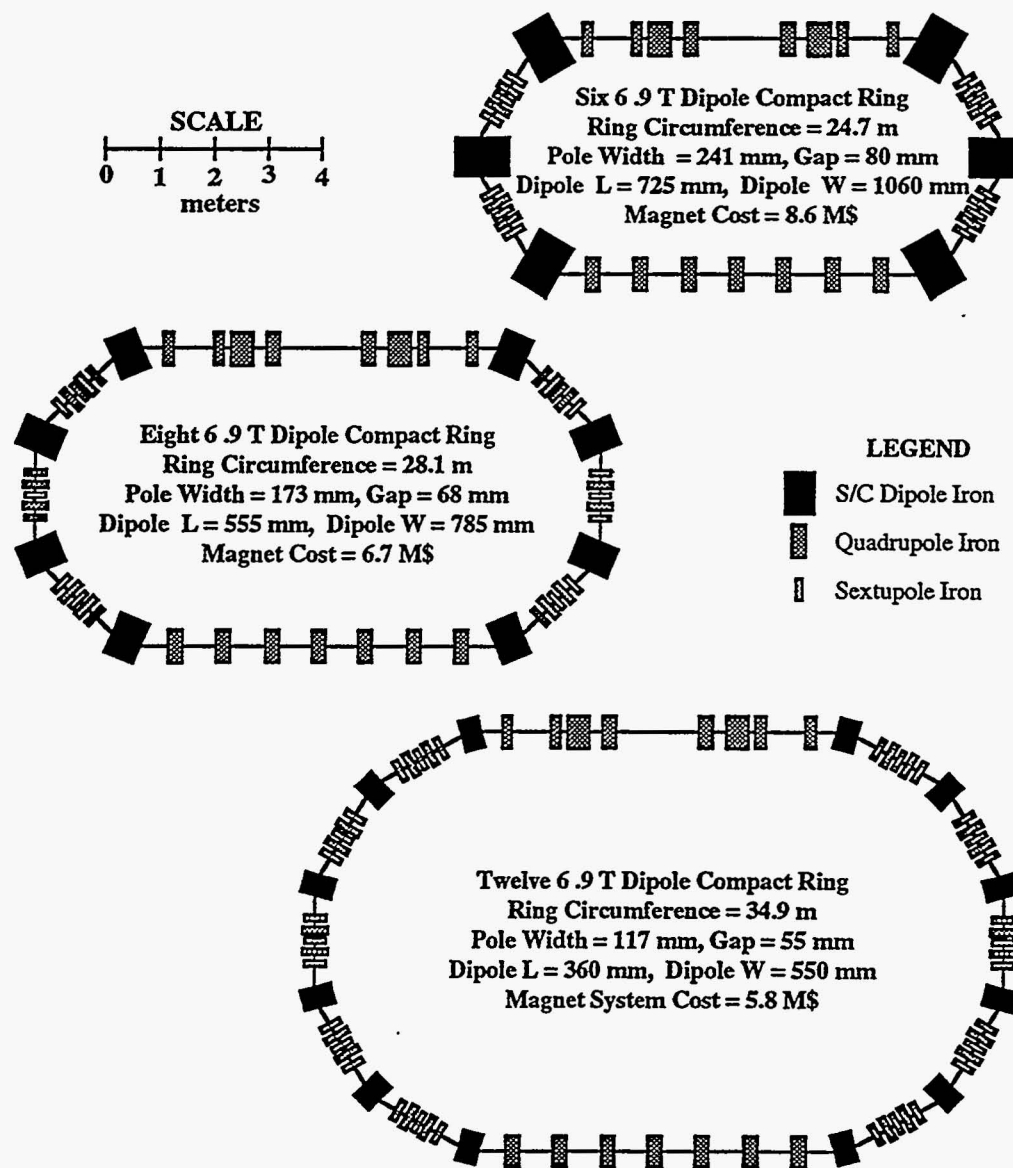 Six 6 .9 T Dipole Compact Ring
Ring Circumference = 24.7 m
Pole Width = 241 mm, Gap = 80 mm
Dipole L = 725 mm, Dipole W = 1060 mm
Magnet Cost = 8.6 M$
SCALE
0 1 2 3 4
meters
Eight 6 .9 T Dipole Compact Ring
Ring Circumference = 28.1 m
Pole Width = 173 mm, Gap = 68 mm
Dipole L = 555 mm, Dipole W = 785 mm
Magnet Cost = 6.7 M$
LEGEND
S/C Dipole Iron
Quadrupole Iron
Sextupole Iron
Twelve 6 .9 T Dipole Compact Ring
Ring Circumference = 34.9 m
Pole Width = 117 mm, Gap = 55 mm
Dipole L = 360 mm, Dipole W = 550 mm
Magnet System Cost = 5.8 M$